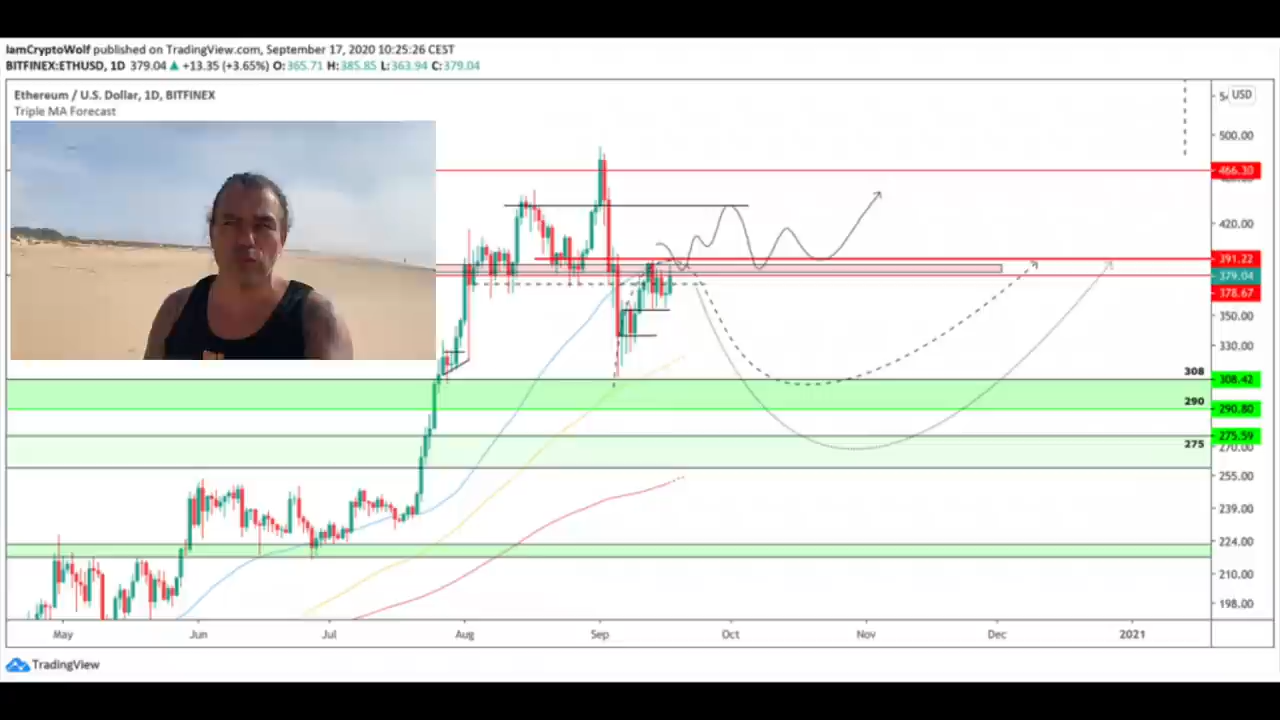 IamCryptoWolf published on TradingView.com, September 17, 2020 10:25:26 CEST
BITFINEX:ETHUSD, 1D 379.04 ▲ +13.35 (+3.65%) O: 365.71 H: 385.85 L: 363.94 C: 379.04
Ethereum / U.S. Dollar, 1D, BITFINEX
Triple MA Forecast
USD
500.00
466.30
420.00
391.22
379.04
378.67
350.00
330.00
308
308.42
290
290.80
275.59
275
270.00
255.00
239.00
224.00
210.00
198.00
May Jun Jul Aug Sep Oct Nov Dec 2021
TradingView